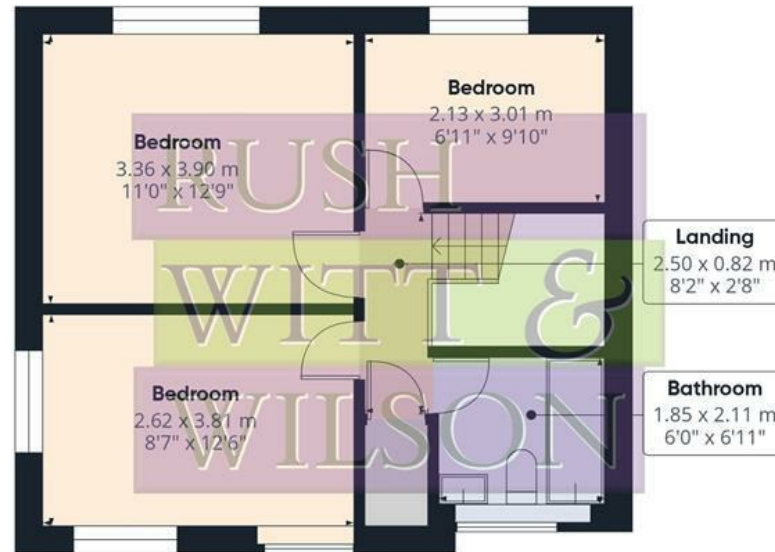 Bedroom
3.36 x 3.90 m
11'0" x 12'9"
Bedroom
2.13 x 3.01 m
6'11" x 9'10"
Landing
2.50 x 0.82 m
8'2" x 2'8"
Bedroom
2.62 x 3.81 m
8'7" x 12'6"
Bathroom
1.85 x 2.11 m
6'0" x 6'11"
RUSH
WITT &
WILSON